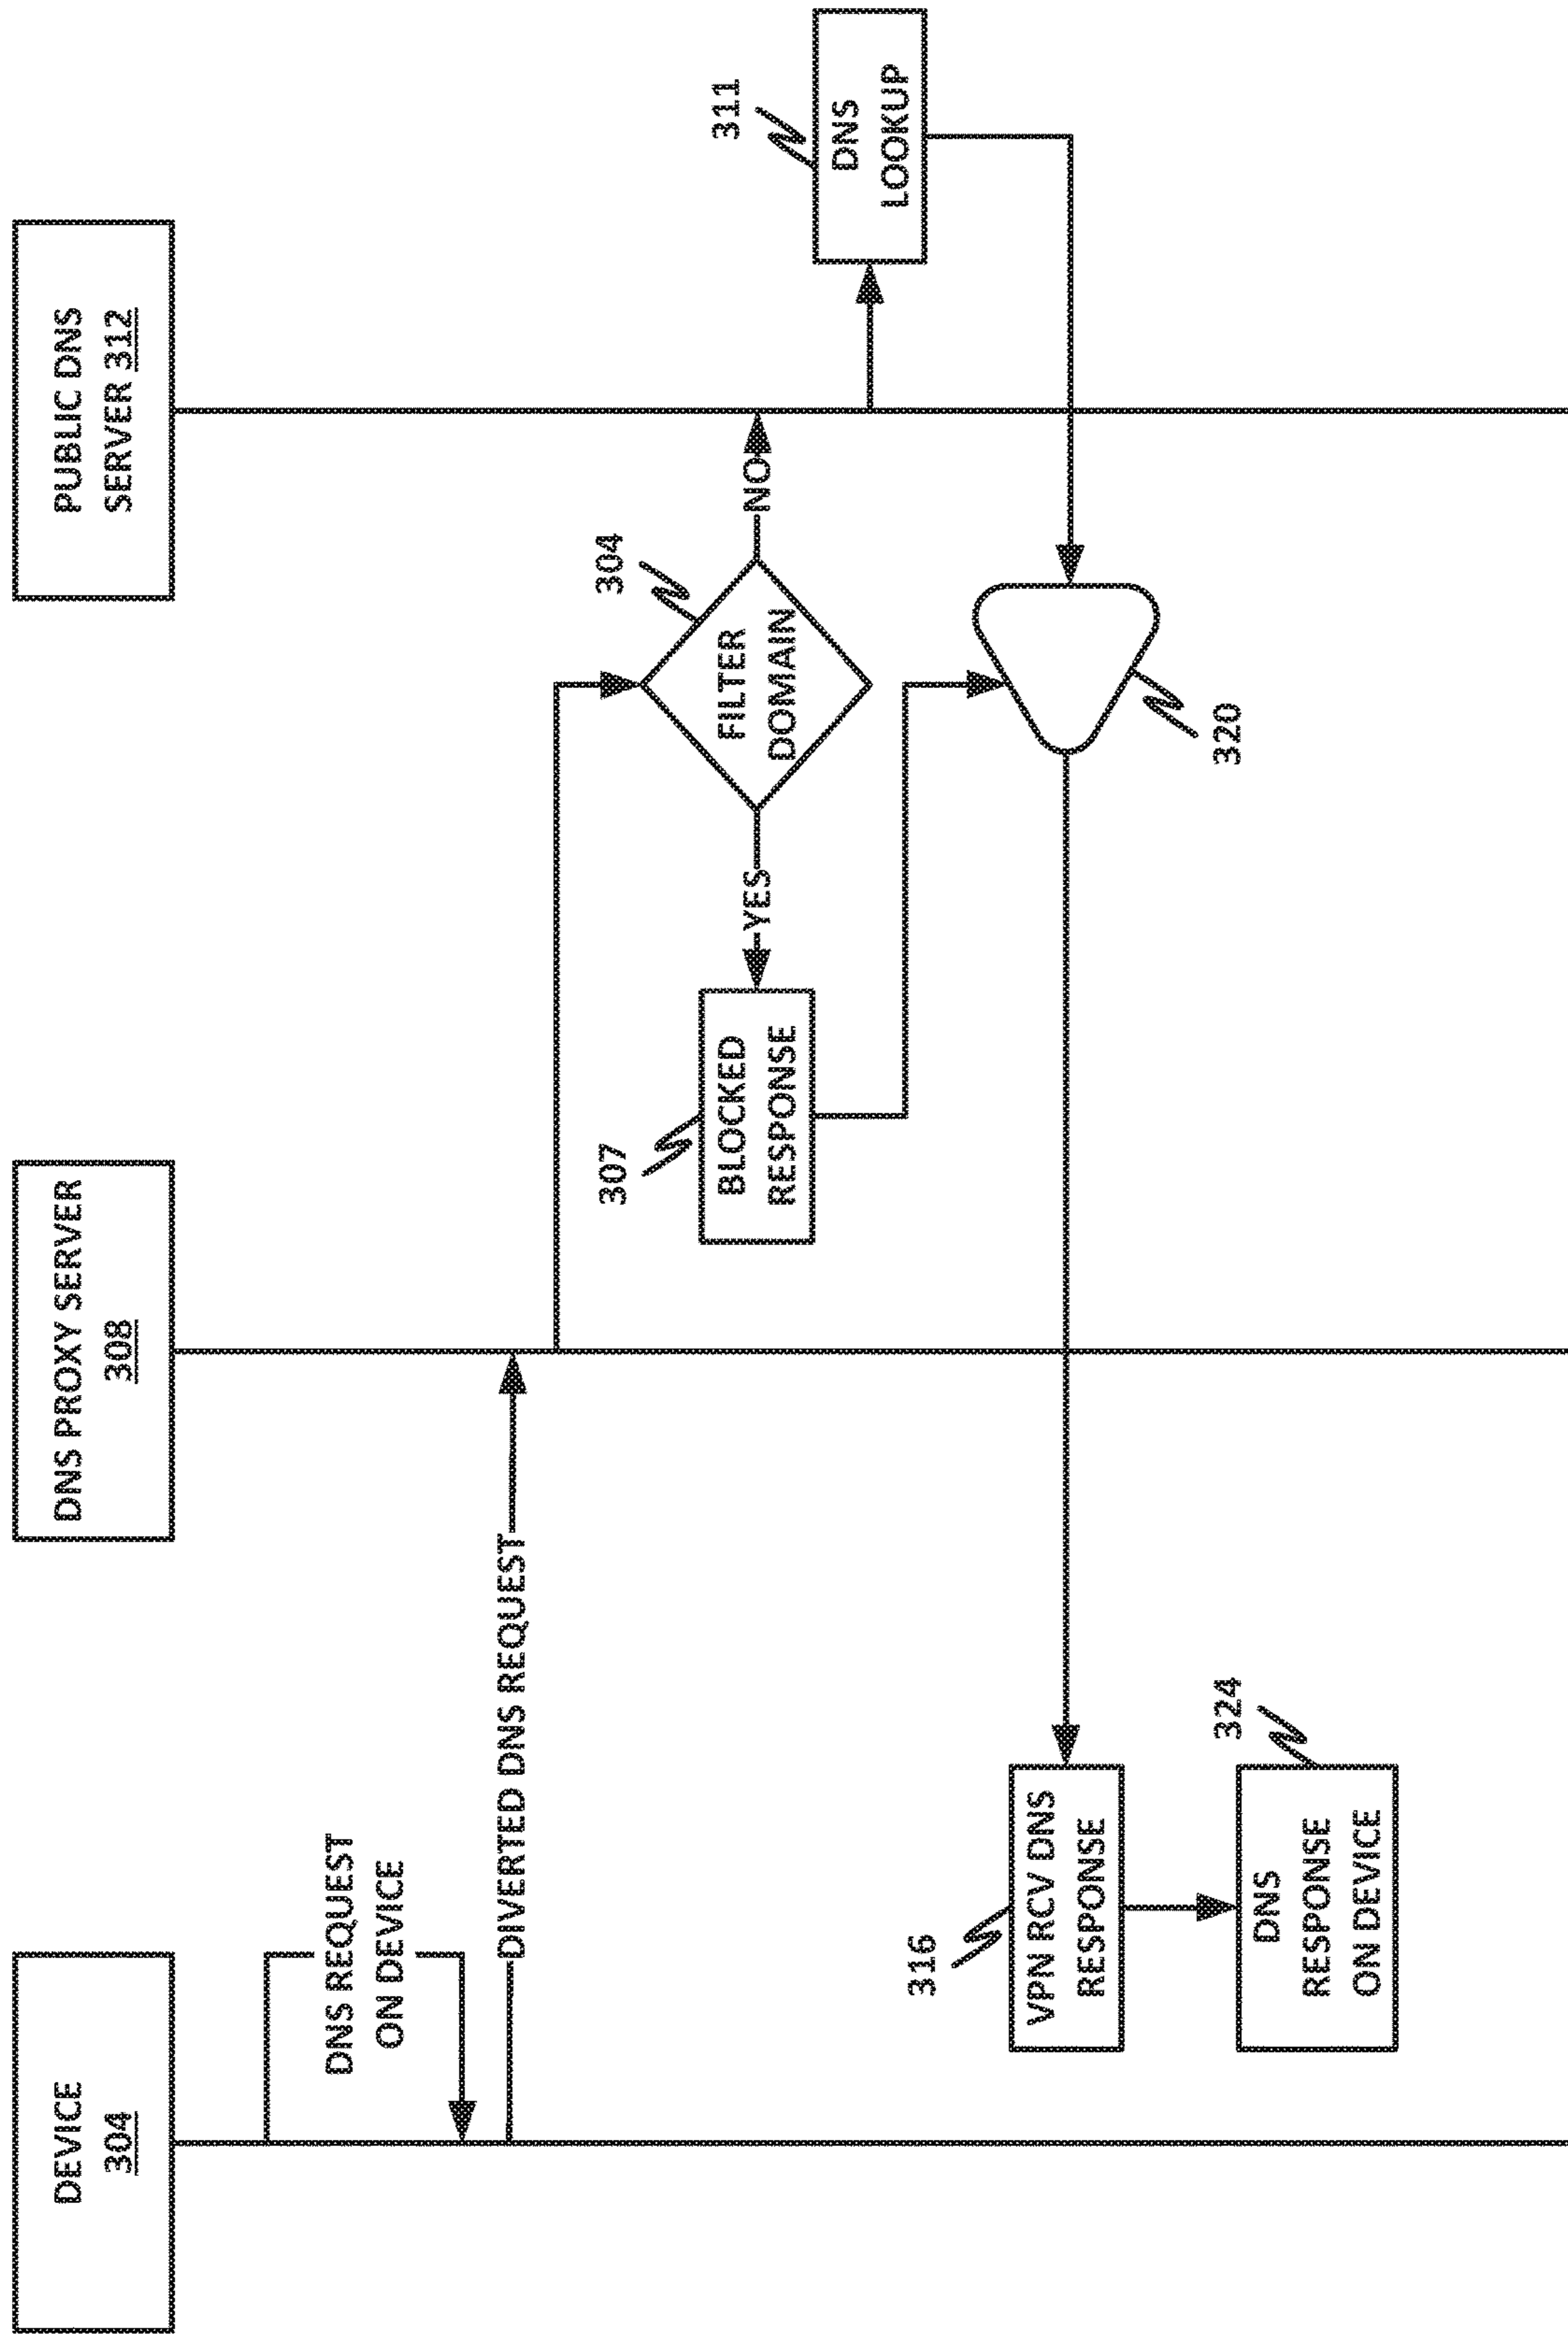 DEVICE
304
DNS PROXY SERVER
308
PUBLIC DNS
SERVER 312
DNS REQUEST
ON DEVICE
DIVERTED DNS REQUEST
304
FILTER
DOMAIN
YES
NO
307
BLOCKED
RESPONSE
311
DNS
LOOKUP
320
316
VPN RCV DNS
RESPONSE
324
DNS
RESPONSE
ON DEVICE